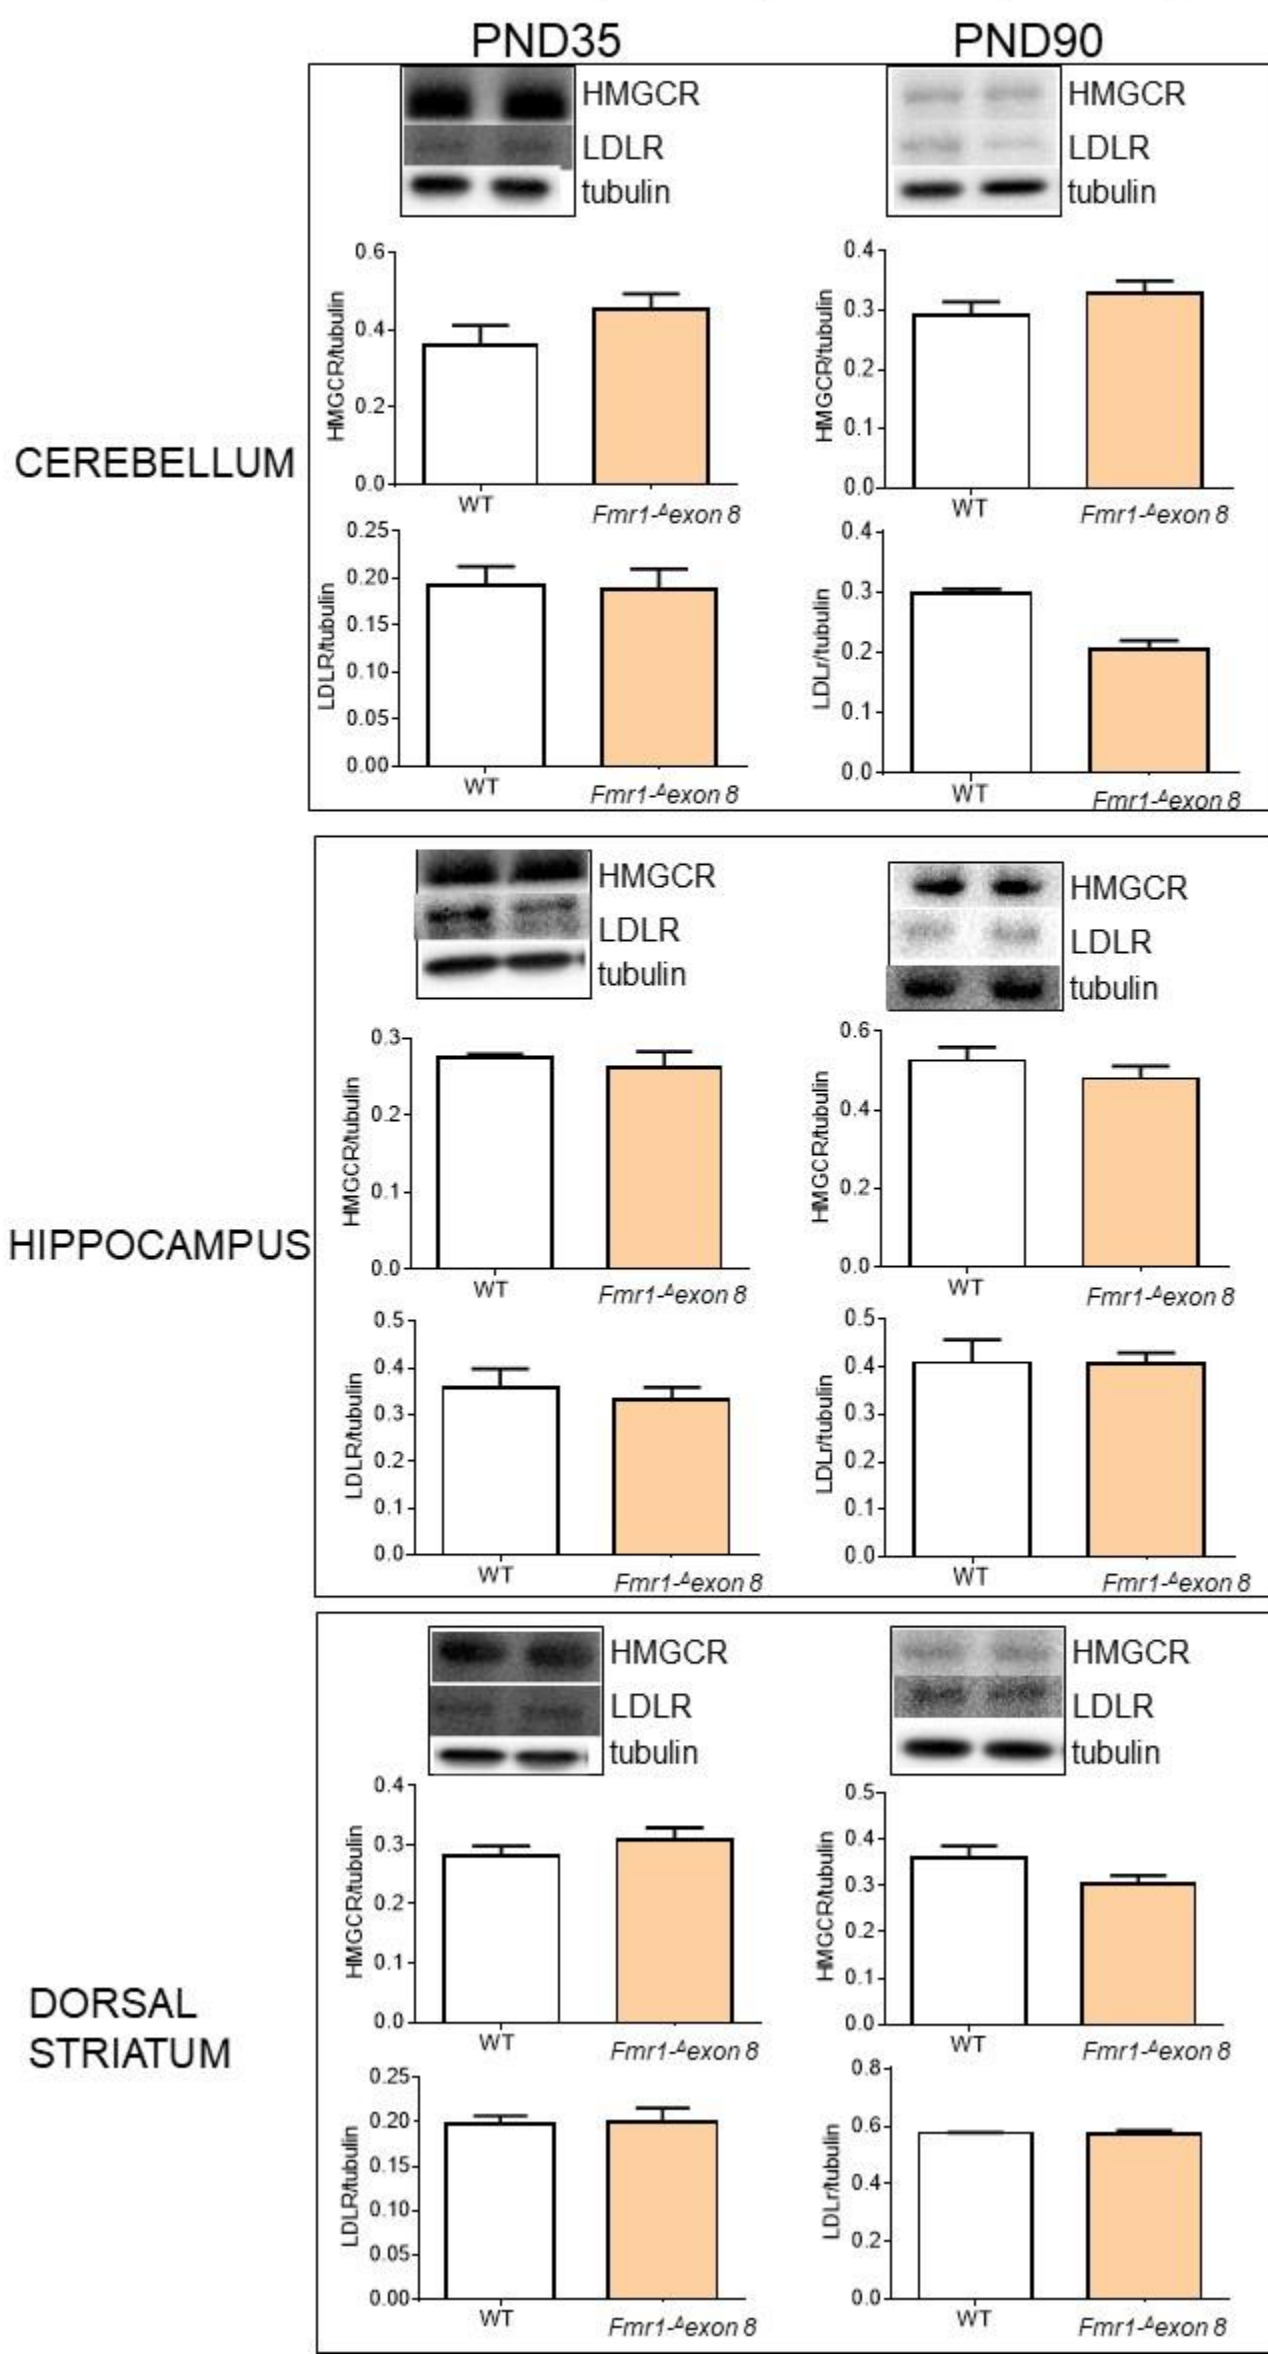 PND35 PND90
HMGCR HMGCR
LDLR LDLR
tubulin tubulin
CEREBELLUM
HMGCR/tubulin
0.6
0.4
0.2
0.0
WT Fmr1-Δexon 8
HMGCR/tubulin
0.4
0.3
0.2
0.1
0.0
WT Fmr1-Δexon 8
LDLR/tubulin
0.25
0.20
0.15
0.10
0.05
0.00
WT Fmr1-Δexon 8
LDLr/tubulin
0.4
0.3
0.2
0.1
0.0
WT Fmr1-Δexon 8
HIPPOCAMPUS
HMGCR HMGCR
LDLR LDLR
tubulin tubulin
HMGCR/tubulin
0.3
0.2
0.1
0.0
WT Fmr1-Δexon 8
HMGCR/tubulin
0.6
0.4
0.2
0.0
WT Fmr1-Δexon 8
LDLR/tubulin
0.5
0.4
0.3
0.2
0.1
0.0
WT Fmr1-Δexon 8
LDLr/tubulin
0.5
0.4
0.3
0.2
0.1
0.0
WT Fmr1-Δexon 8
DORSAL
STRIATUM
HMGCR HMGCR
LDLR LDLR
tubulin tubulin
HMGCR/tubulin
0.4
0.3
0.2
0.1
0.0
WT Fmr1-Δexon 8
HMGCR/tubulin
0.5
0.4
0.3
0.2
0.1
0.0
WT Fmr1-Δexon 8
LDLR/tubulin
0.25
0.20
0.15
0.10
0.05
0.00
WT Fmr1-Δexon 8
LDLr/tubulin
0.8
0.6
0.4
0.2
0.0
WT Fmr1-Δexon 8